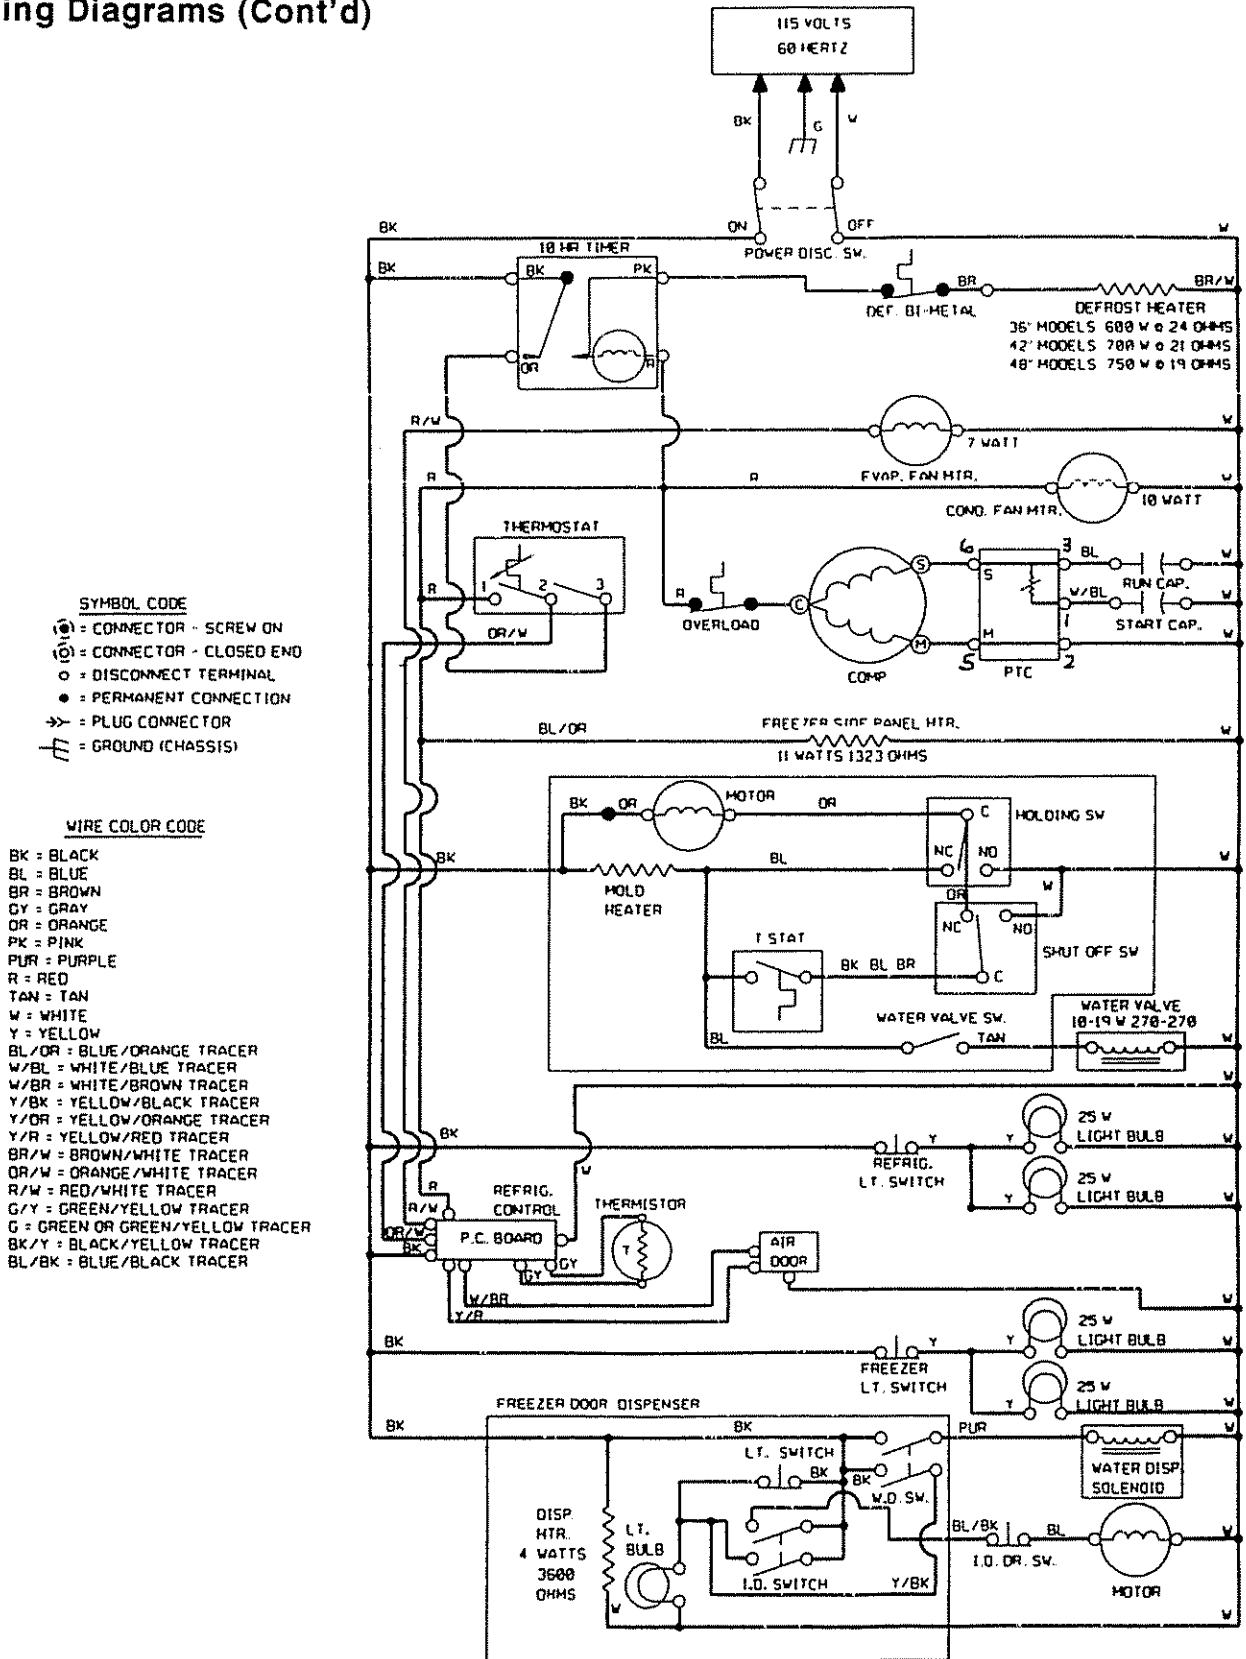 ing Diagrams (Cont'd)
115 VOLTS
60 HERTZ
BK
G
W
ON
OFF
POWER DISC. SW.
BK
W
10 HR TIMER
BK
BK
PK
OR
R
DEF. BI-METAL
BR
BR/W
DEFROST HEATER
36" MODELS 600 W @ 24 OHMS
42" MODELS 700 W @ 21 OHMS
48" MODELS 750 W @ 19 OHMS
R/W
W
7 WATT
EVAP. FAN MTR.
R
R
W
10 WATT
COND. FAN MTR.
THERMOSTAT
1
2
3
R
OR/W
R
OVERLOAD
C
S
M
COMP
6
5
S
M
3
1
2
PTC
BL
RUN CAP.
W
W/BL
START CAP.
W
W
SYMBOL CODE
= CONNECTOR - SCREW ON
= CONNECTOR - CLOSED END
= DISCONNECT TERMINAL
= PERMANENT CONNECTION
= PLUG CONNECTOR
= GROUND (CHASSIS)
BL/OR
FREEZER SIDE PANEL HTR.
11 WATTS 1323 OHMS
W
WIRE COLOR CODE
BK = BLACK
BL = BLUE
BR = BROWN
GY = GRAY
OR = ORANGE
PK = PINK
PUR = PURPLE
R = RED
TAN = TAN
W = WHITE
Y = YELLOW
BL/OR = BLUE/ORANGE TRACER
W/BL = WHITE/BLUE TRACER
W/BR = WHITE/BROWN TRACER
Y/BK = YELLOW/BLACK TRACER
Y/OR = YELLOW/ORANGE TRACER
Y/R = YELLOW/RED TRACER
BR/W = BROWN/WHITE TRACER
OR/W = ORANGE/WHITE TRACER
R/W = RED/WHITE TRACER
G/Y = GREEN/YELLOW TRACER
G = GREEN OR GREEN/YELLOW TRACER
BK/Y = BLACK/YELLOW TRACER
BL/BK = BLUE/BLACK TRACER
BK
OR
MOTOR
OR
C
HOLDING SW
BK
BL
NC
NO
W
W
MOLD
HEATER
OR
NC
NO
SHUT OFF SW
C
T STAT
BK BL BR
WATER VALVE SW.
BL
TAN
WATER VALVE
10-19 W 270-270
W
W
BK
Y
REFRIG.
LT. SWITCH
Y
25 W
LIGHT BULB
W
Y
25 W
LIGHT BULB
W
W
R
R/W
OR/W
BK
REFRIG.
CONTROL
P.C. BOARD
THERMISTOR
T
GY
GY
W/BR
Y/R
AIR
DOOR
W
BK
Y
FREEZER
LT. SWITCH
Y
25 W
LIGHT BULB
W
Y
25 W
LIGHT BULB
W
FREEZER DOOR DISPENSER
BK
BK
LT. SWITCH
BK
BK
W.D. SW.
PUR
WATER DISP.
SOLENOID
W
DISP.
HTR.
4 WATTS
3600
OHMS
LT.
BULB
W
I.D. SWITCH
Y/BK
BL/BK
I.D. DR. SW.
BL
MOTOR
W
W